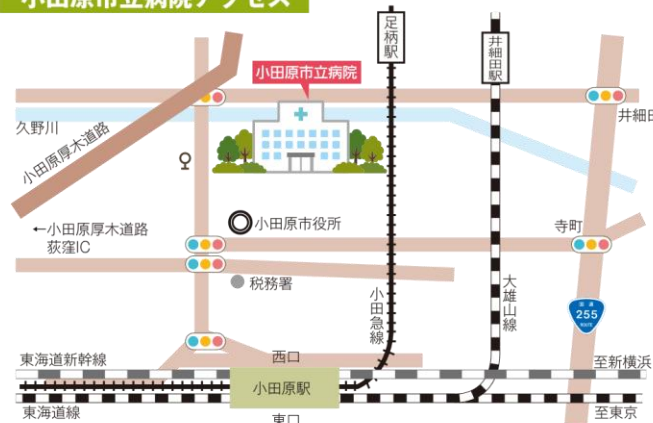 小田原市立病院アクセス
足柄駅
井細田駅
小田原市立病院
久野川
井細田
小田原厚木道路
←小田原厚木道路
荻窪IC
小田原市役所
寺町
税務署
小田急線
大雄山線
国道
255
東海道新幹線
西口
至新横浜
小田原駅
東海道線
東口
至東京